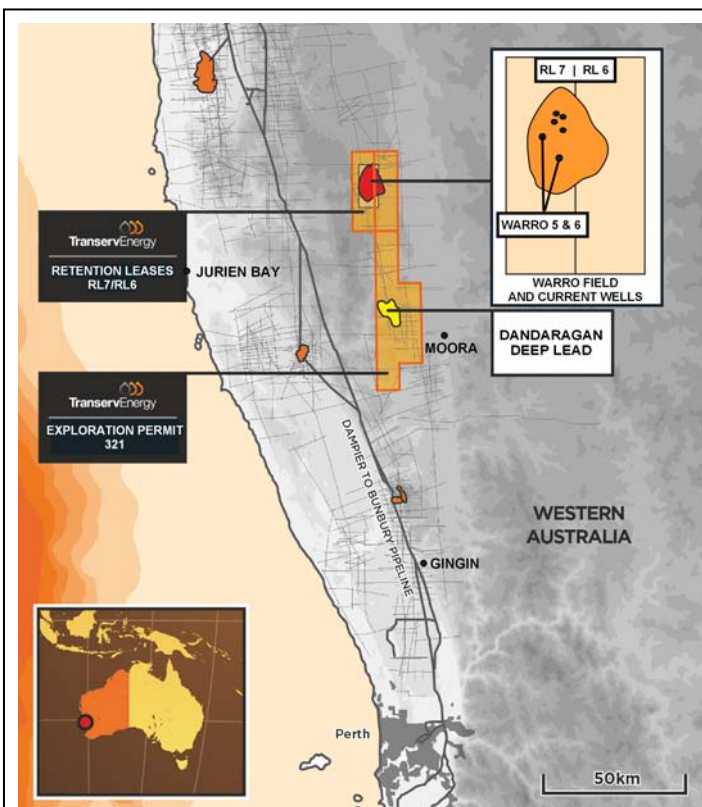 RL 7 | RL 6
WARRO 5 & 6
WARRO FIELD
AND CURRENT WELLS
TranservEnergy
RETENTION LEASES
RL7/RL6
JURIEN BAY
DANDARAGAN
DEEP LEAD
MOORA
TranservEnergy
EXPLORATION PERMIT
321
DAMPIER TO BUNBURY PIPELINE
WESTERN
AUSTRALIA
GINGIN
Perth
50km